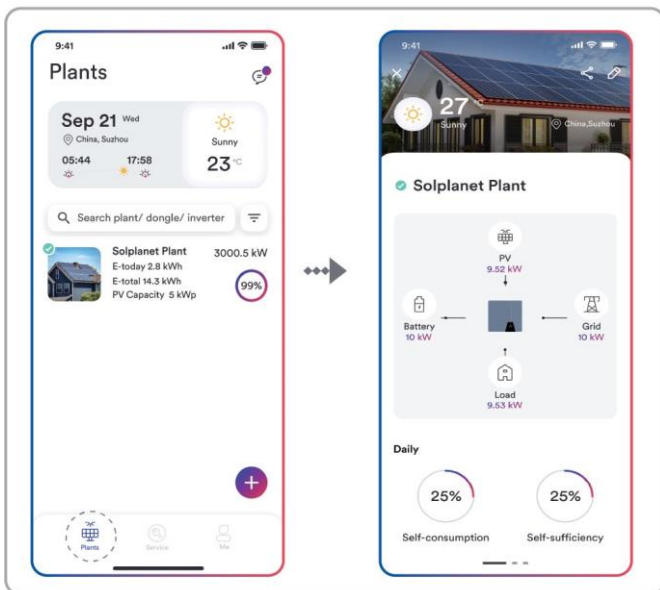 9:41
Plants
Sep 21 Wed
China, Suzhou
05:44 17:58
Sunny
23 °C
Search plant/ dongle/ inverter
Solplanet Plant 3000.5 kW
E-today 2.8 kWh
E-total 14.3 kWh
PV Capacity 5 kWp
99%
Plants Service Me
9:41
27 °C
Sunny
China,Suzhou
Solplanet Plant
PV
9.52 kW
Battery
10 kW
Grid
10 kW
Load
9.53 kW
Daily
25% 25%
Self-consumption Self-sufficiency